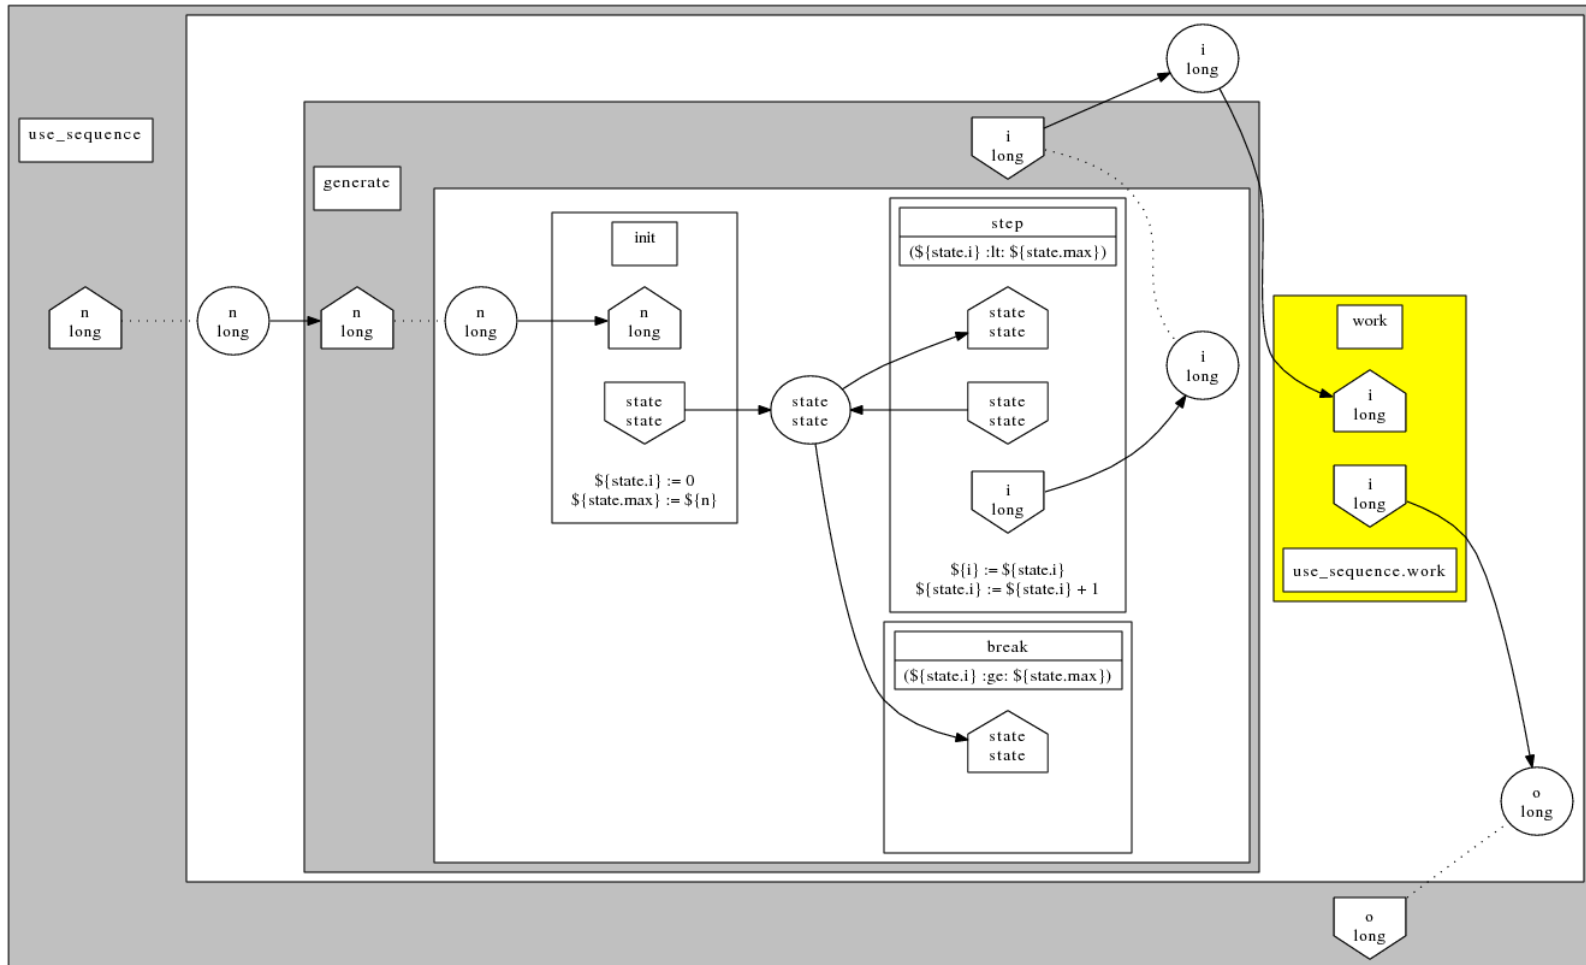 i
long
use_sequence
i
long
generate
init
step
(${state.i} :lt: ${state.max})
n
long
n
long
n
long
n
long
n
long
state
state
work
i
long
i
long
state
state
state
state
state
state
${state.i} := 0
${state.max} := ${n}
i
long
i
long
${i} := ${state.i}
${state.i} := ${state.i} + 1
use_sequence.work
break
(${state.i} :ge: ${state.max})
state
state
o
long
o
long